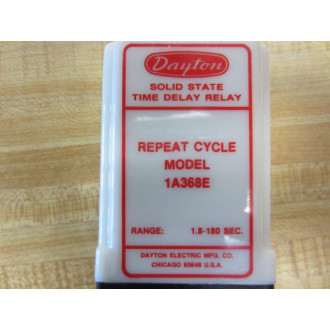 Dayton
SOLID STATE
TIME DELAY RELAY
REPEAT CYCLE
MODEL
1A368E
RANGE: 1.8-180 SEC.
DAYTON ELECTRIC MFG. CO.
CHICAGO 60648 U.S.A.